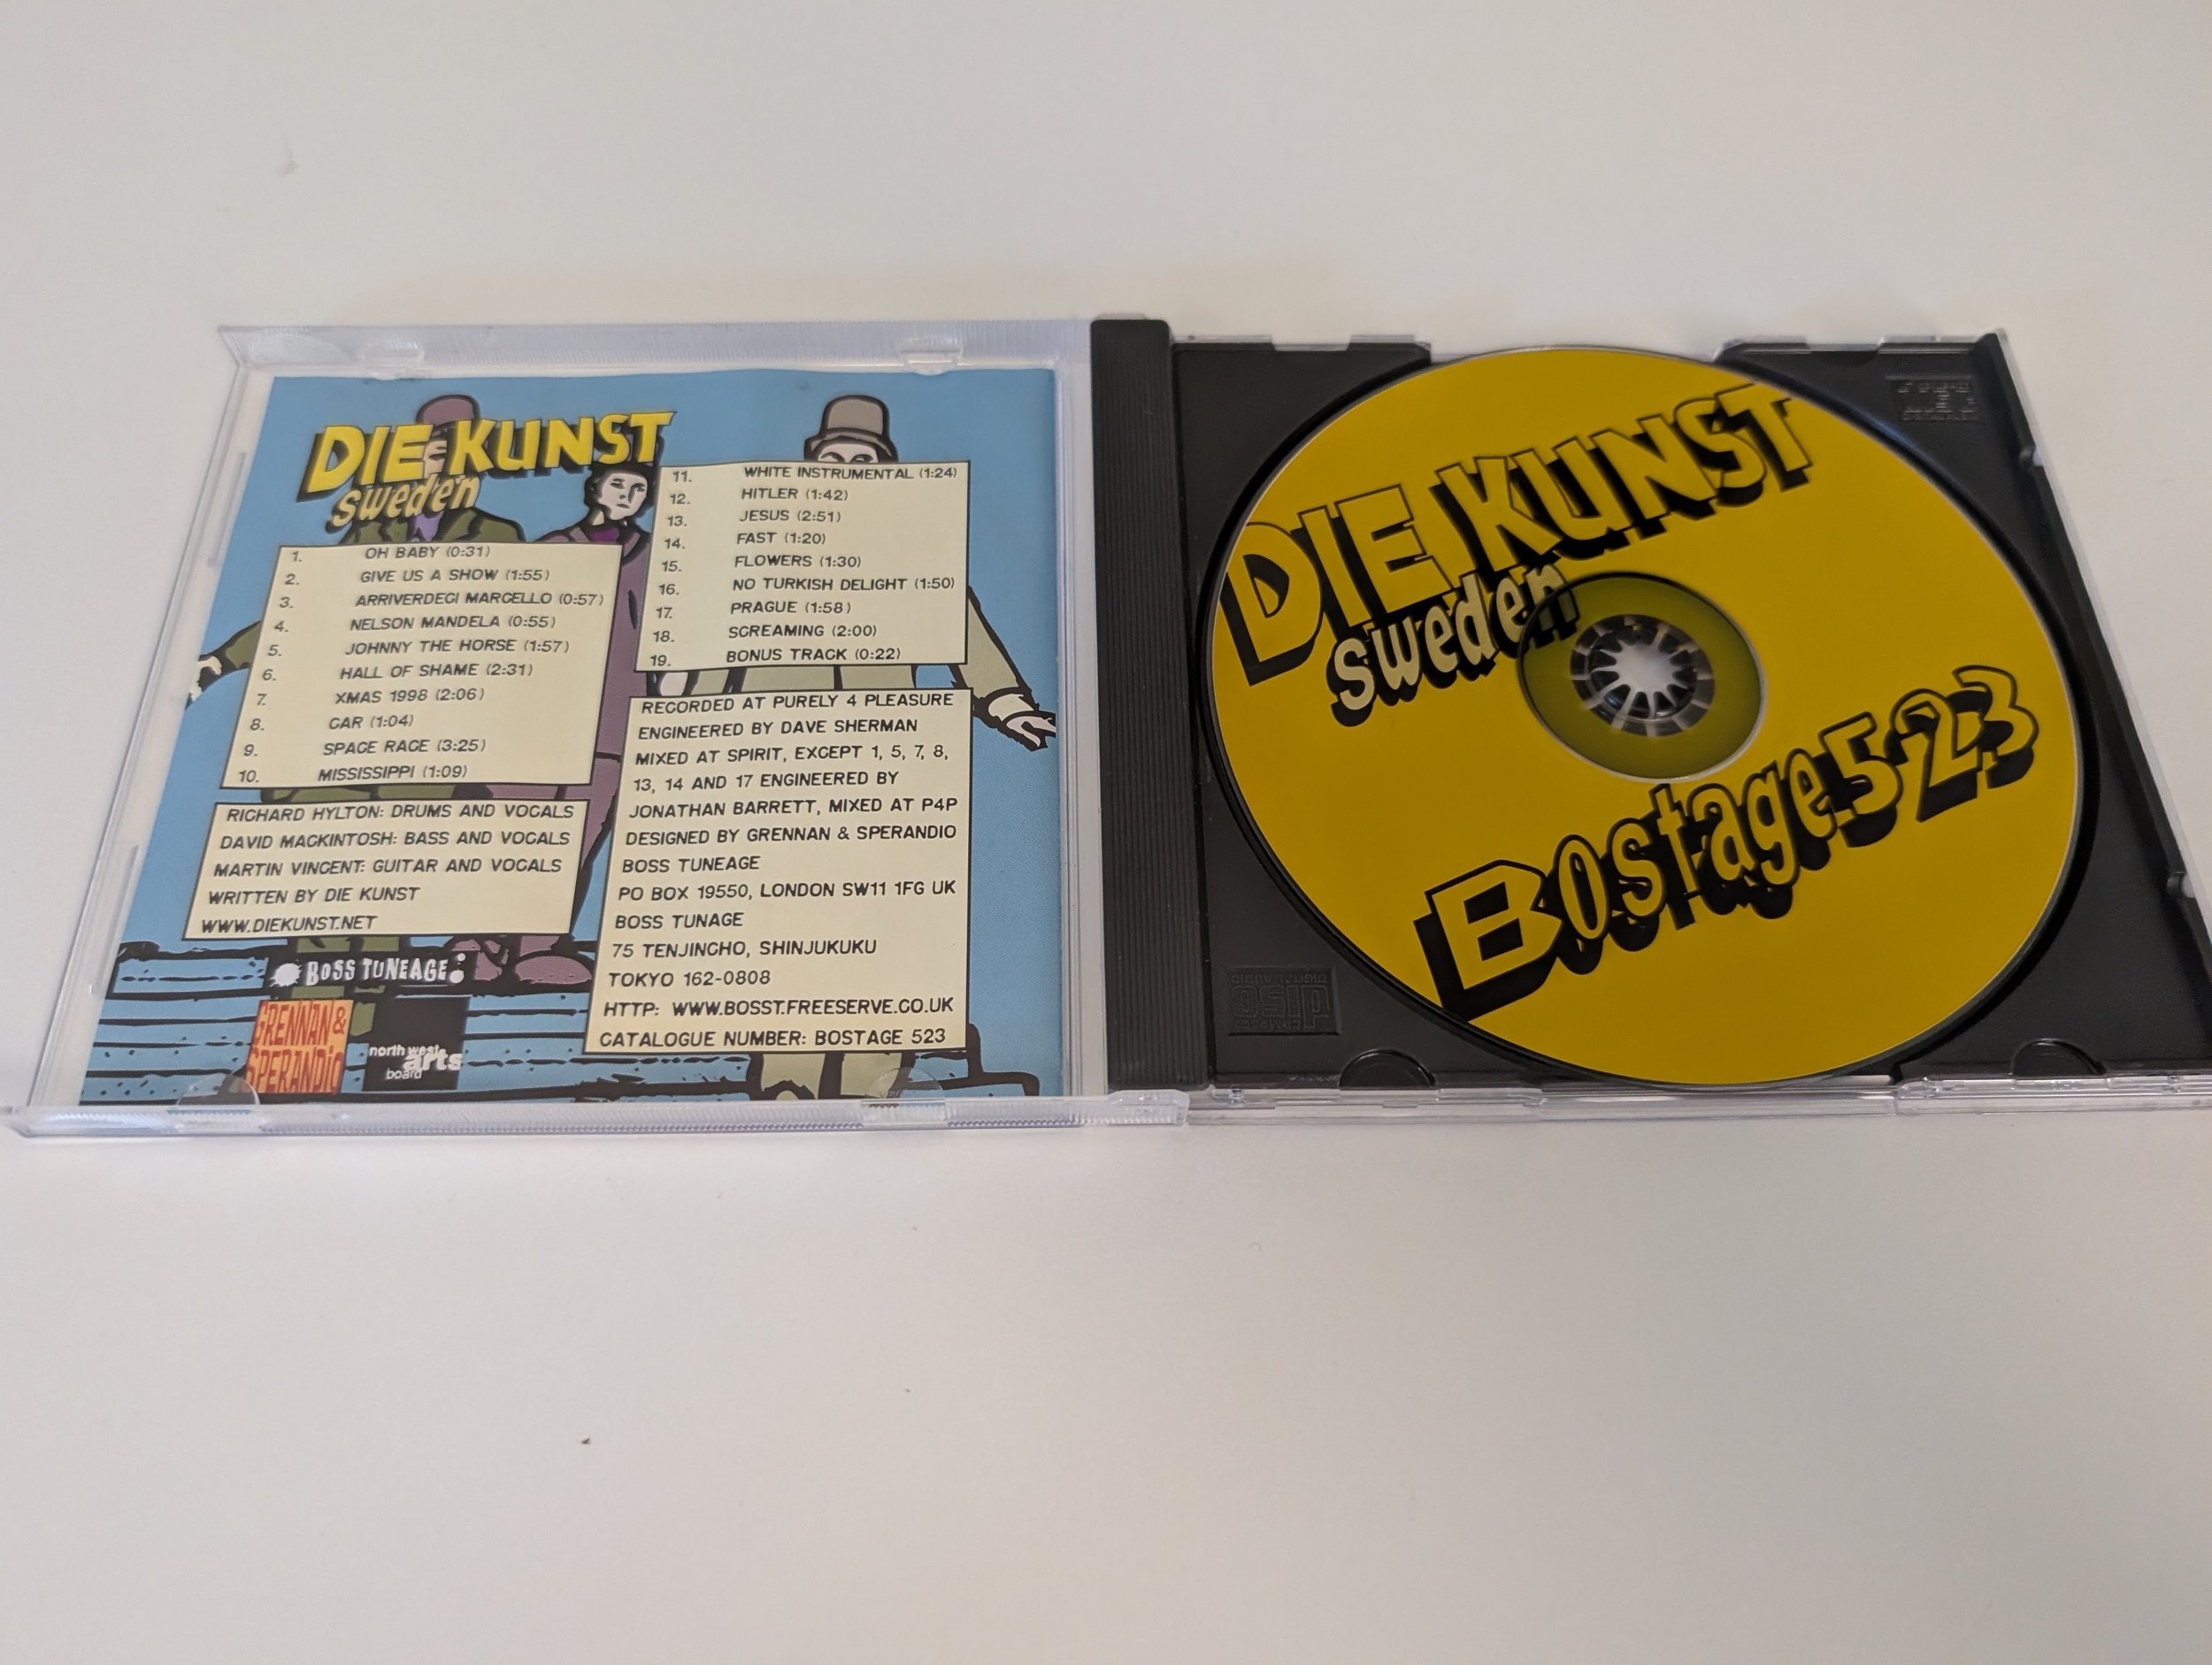 DIE KUNST
sweden
1. OH BABY (0:31)
2. GIVE US A SHOW (1:55)
3. ARRIVERDECI MARCELLO (0:57)
4. NELSON MANDELA (0:55)
5. JOHNNY THE HORSE (1:57)
6. HALL OF SHAME (2:31)
7. XMAS 1998 (2:06)
8. CAR (1:04)
9. SPACE RACE (3:25)
10. MISSISSIPPI (1:09)
RICHARD HYLTON: DRUMS AND VOCALS
DAVID MACKINTOSH: BASS AND VOCALS
MARTIN VINCENT: GUITAR AND VOCALS
WRITTEN BY DIE KUNST
WWW.DIEKUNST.NET
BOSS TUNEAGE
GRENNAN &
SPERANDIO
north west
arts
board
11. WHITE INSTRUMENTAL (1:24)
12. HITLER (1:42)
13. JESUS (2:51)
14. FAST (1:20)
15. FLOWERS (1:30)
16. NO TURKISH DELIGHT (1:50)
17. PRAGUE (1:58)
18. SCREAMING (2:00)
19. BONUS TRACK (0:22)
RECORDED AT PURELY 4 PLEASURE
ENGINEERED BY DAVE SHERMAN
MIXED AT SPIRIT, EXCEPT 1, 5, 7, 8,
13, 14 AND 17 ENGINEERED BY
JONATHAN BARRETT, MIXED AT P4P
DESIGNED BY GRENNAN & SPERANDIO
BOSS TUNEAGE
PO BOX 19550, LONDON SW11 1FG UK
BOSS TUNAGE
75 TENJINCHO, SHINJUKUKU
TOKYO 162-0808
HTTP: WWW.BOSST.FREESERVE.CO.UK
CATALOGUE NUMBER: BOSTAGE 523
DIE KUNST
sweden
Bostage 523
COMPACT
disc
DIGITAL AUDIO